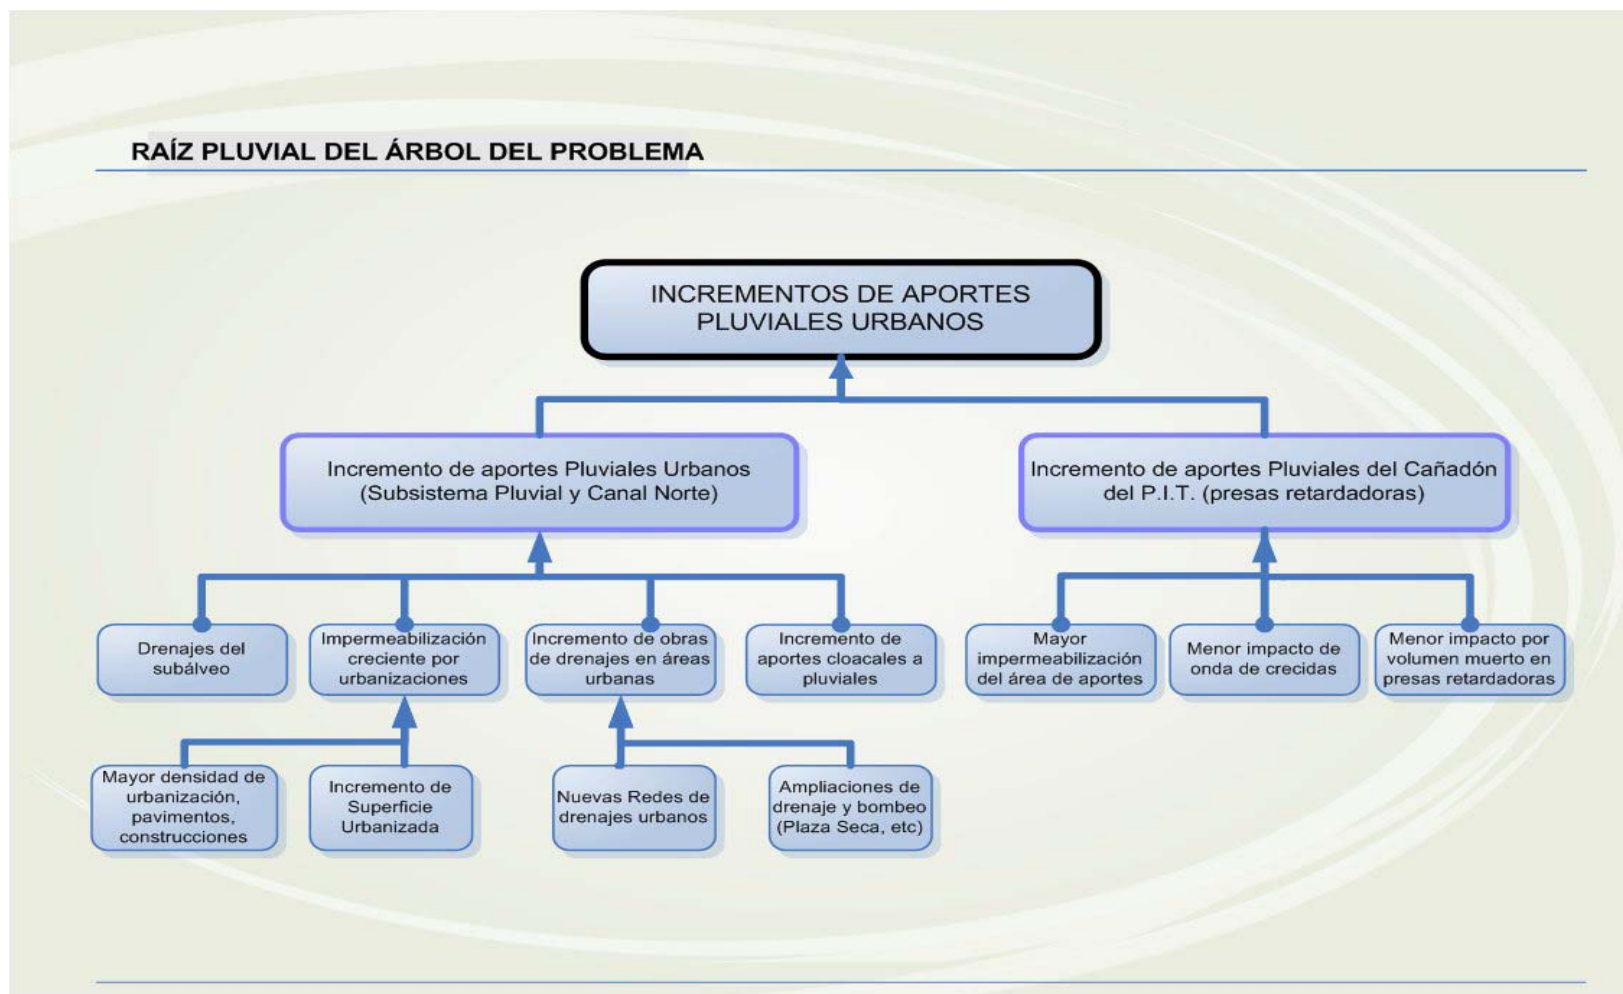 RAÍZ PLUVIAL DEL ÁRBOL DEL PROBLEMA
INCREMENTOS DE APORTES
PLUVIALES URBANOS
Incremento de aportes Pluviales Urbanos
(Subsistema Pluvial y Canal Norte)
Incremento de aportes Pluviales del Cañadón
del P.I.T. (presas retardadoras)
Drenajes del
subálveo
Impermeabilización
creciente por
urbanizaciones
Incremento de obras
de drenajes en áreas
urbanas
Incremento de
aportes cloacales a
pluviales
Mayor
impermeabilización
del área de aportes
Menor impacto de
onda de crecidas
Menor impacto por
volumen muerto en
presas retardadoras
Mayor densidad de
urbanización,
pavimentos,
construcciones
Incremento de
Superficie
Urbanizada
Nuevas Redes de
drenajes urbanos
Ampliaciones de
drenaje y bombeo
(Plaza Seca, etc)